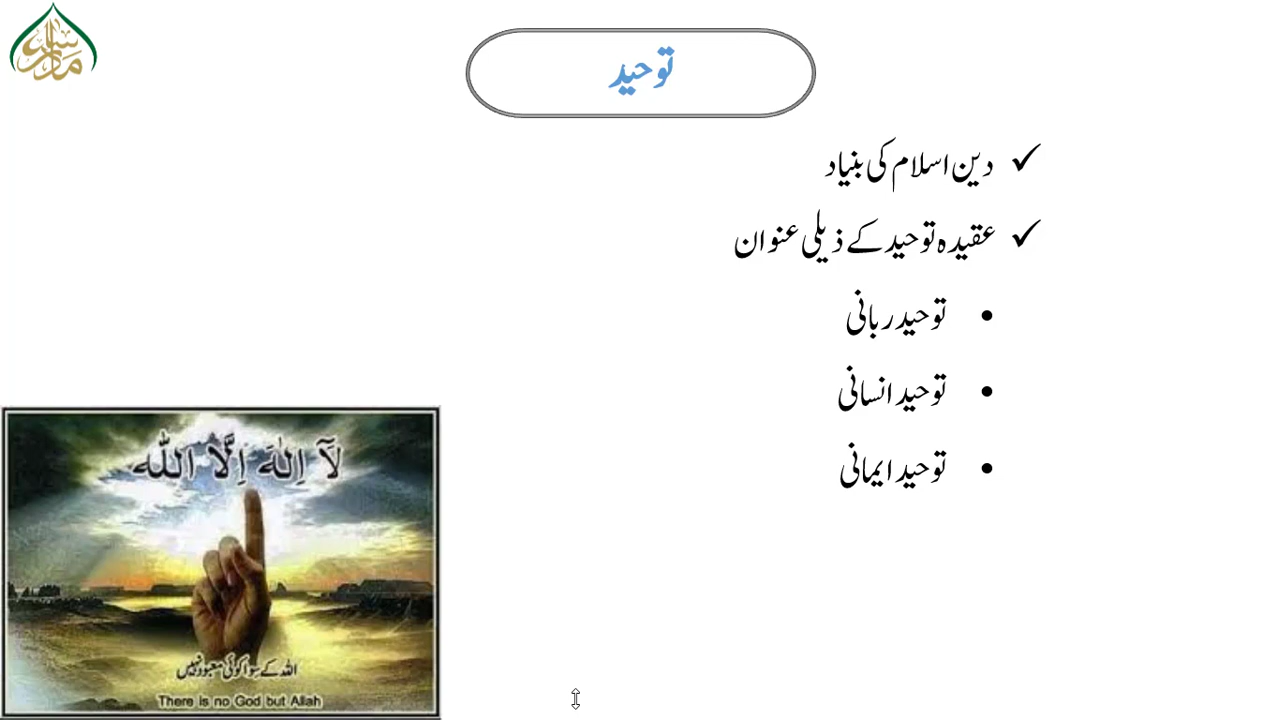 توحید
دین اسلام کی بنیاد
عقیدہ توحید کے ذیلی عنوان
توحید ربانی
توحید انسانی
توحید ایمانی
لَآ اِلٰهَ اِلَّا اللّٰه
اللہ کے سوا کوئی معبود نہیں
There is no God but Allah